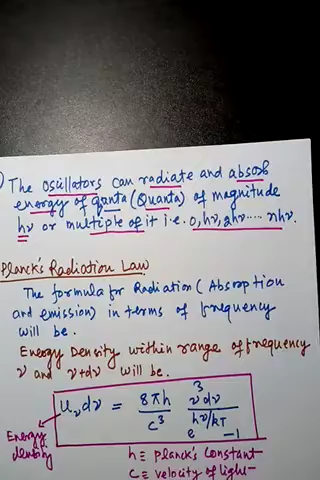 ) The oscillators can radiate and absorb
energy of qanta (Quanta) of magnitude
hν or multiple of it i.e. 0, hν, 2hν..... nhν.
Planck's Radiation Law
The formula for Radiation (Absorption
and emission) in terms of frequency
will be.
Energy Density within range of frequency
ν and ν+dν will be.
Uνdν = 8πh/c³ ν³dν/e^hν/kT -1
Energy
density
h ≡ Planck's Constant
c ≡ velocity of light-